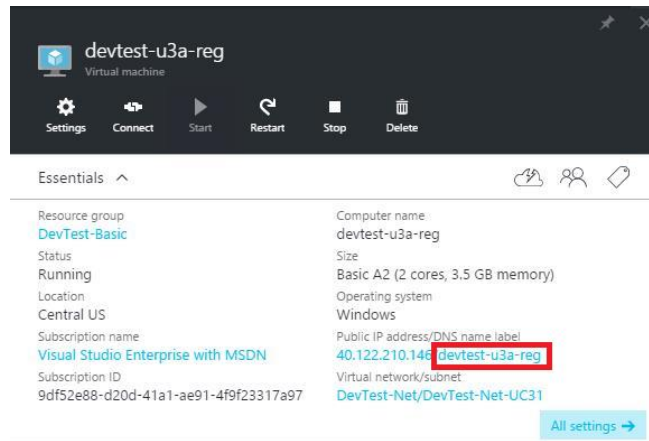 devtest-u3a-reg
Virtual machine
Settings Connect Start Restart Stop Delete
Essentials
Resource group
DevTest-Basic
Status
Running
Location
Central US
Subscription name
Visual Studio Enterprise with MSDN
Subscription ID
9df52e88-d20d-41a1-ae91-4f9f23317a97
Computer name
devtest-u3a-reg
Size
Basic A2 (2 cores, 3.5 GB memory)
Operating system
Windows
Public IP address/DNS name label
40.122.210.146/devtest-u3a-reg
Virtual network/subnet
DevTest-Net/DevTest-Net-UC31
All settings →